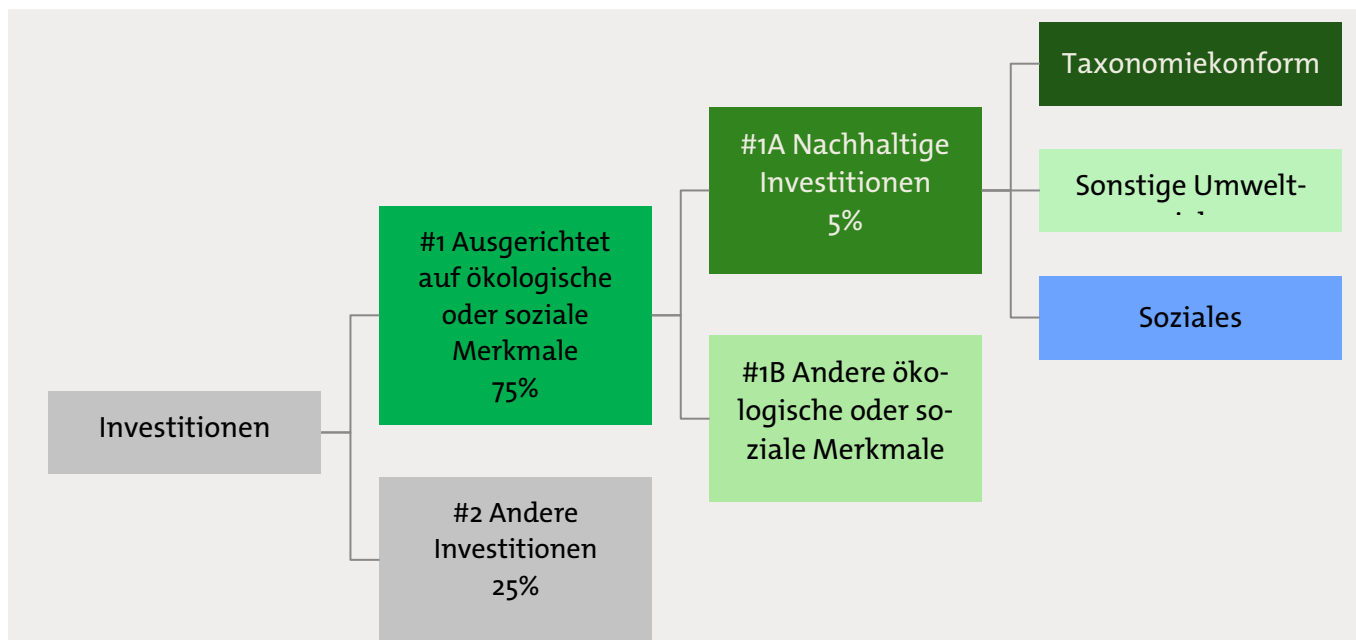 Investitionen
#1 Ausgerichtet
auf ökologische
oder soziale
Merkmale
75%
#2 Andere
Investitionen
25%
#1A Nachhaltige
Investitionen
5%
#1B Andere öko-
logische oder so-
ziale Merkmale
Taxonomiekonform
Sonstige Umwelt-
Soziales